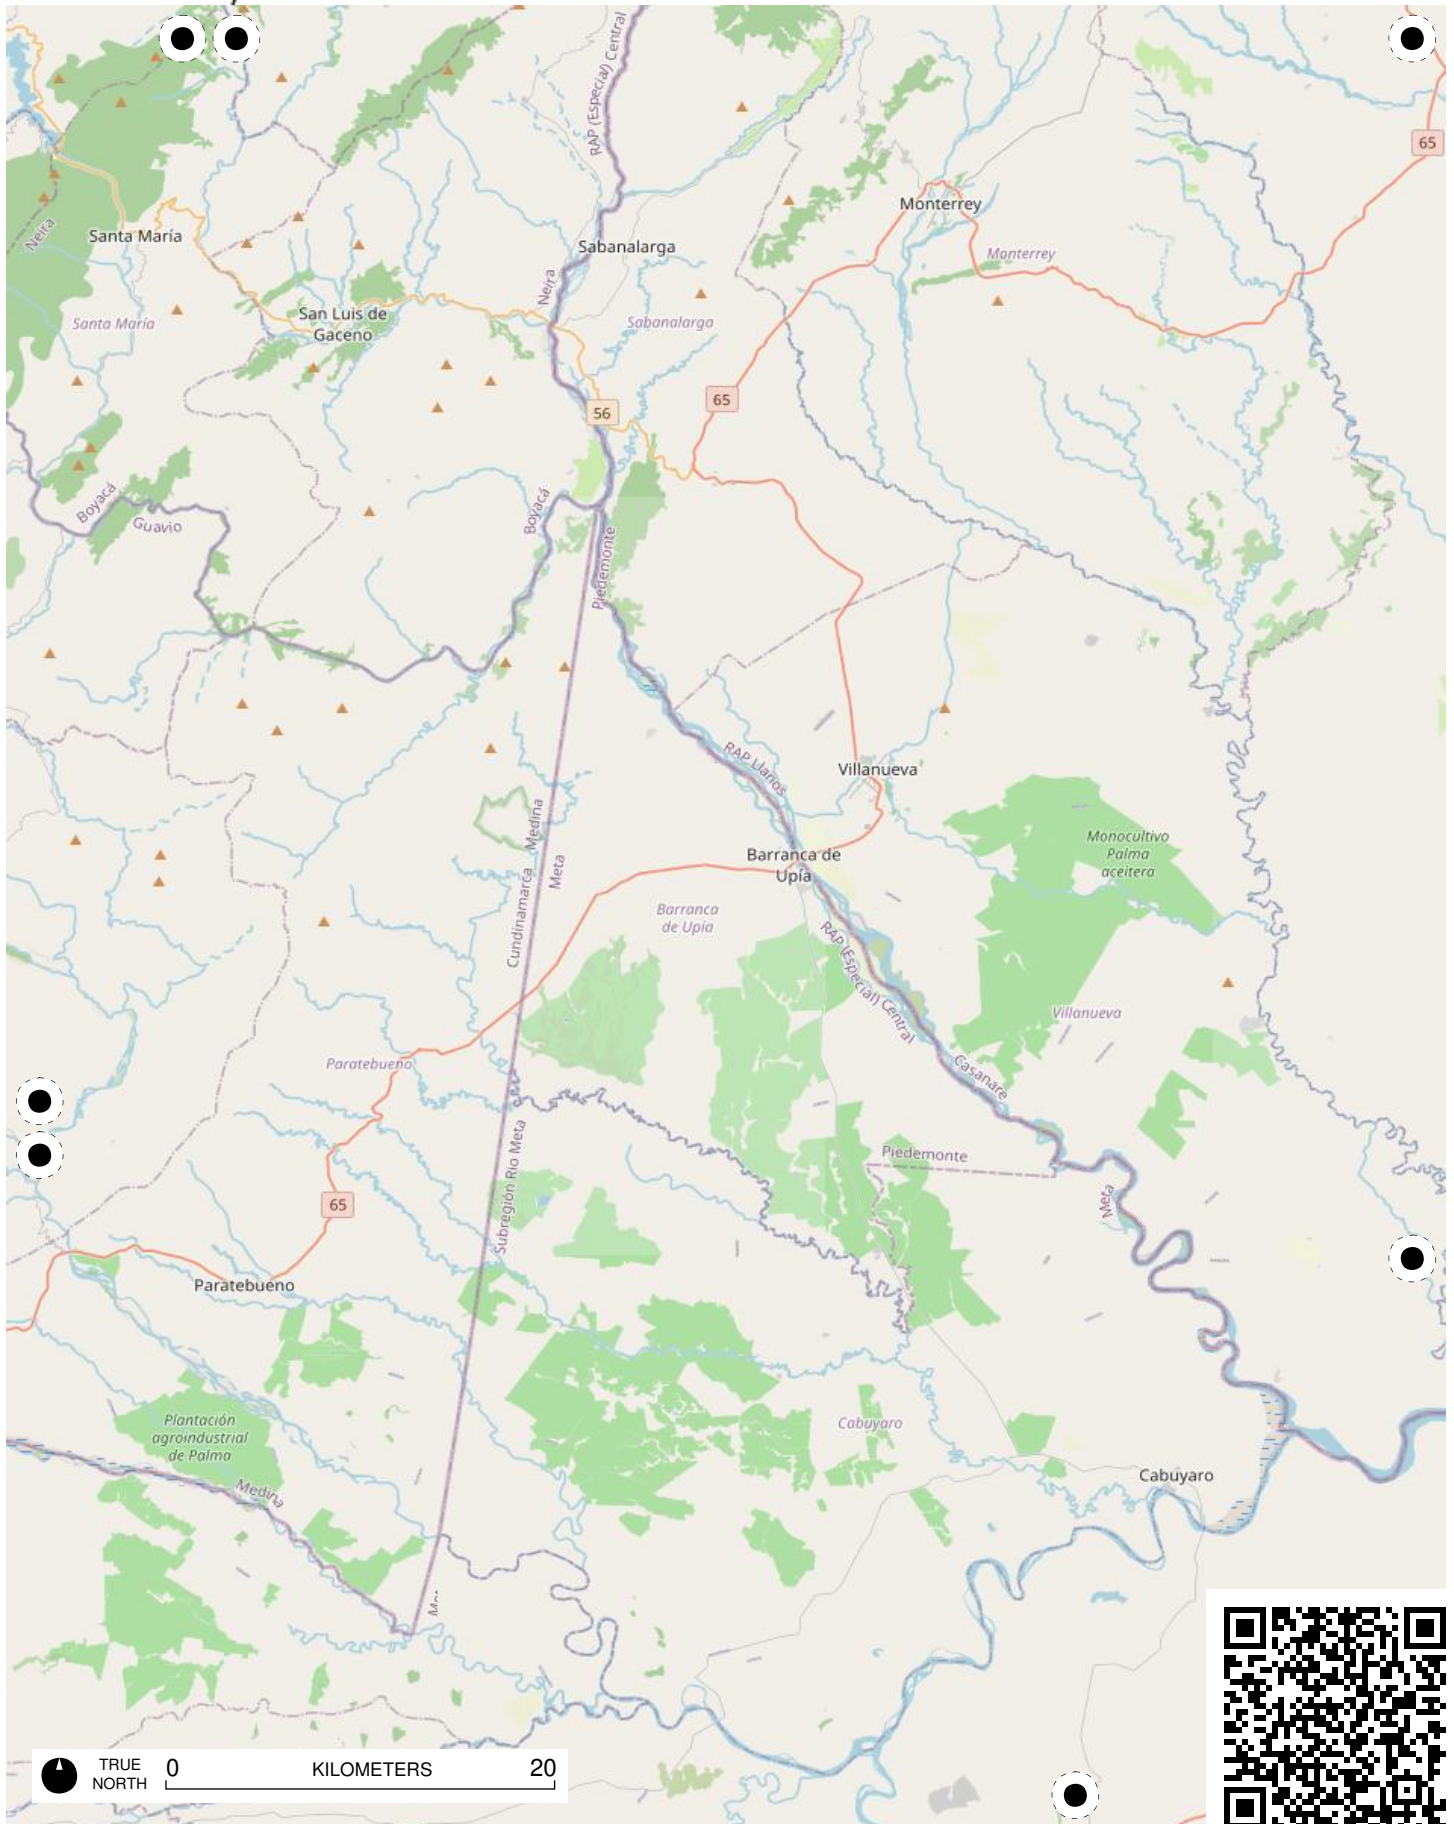 RAP (Especial) Central
65
Monterrey
Neira
Santa María
Sabanalarga
Monterrey
Neira
San Luis de
Gaceno
Santa María
Sabanalarga
65
56
Boyacá
Guavio
Boyacá
Piedemonte
RAP Llanos
Villanueva
Medina
Monocultivo
Palma
aceitera
Barranca de
Upía
Meta
Cundinamarca
Barranca
de Upía
RAP (Especial) Central
Villanueva
Paratebueno
Casanare
Subregión Rio Meta
Piedemonte
Meta
65
Paratebueno
Plantación
agroindustrial
de Palma
Cabuyaro
Medina
Cabuyaro
TRUE
NORTH
0
KILOMETERS
20